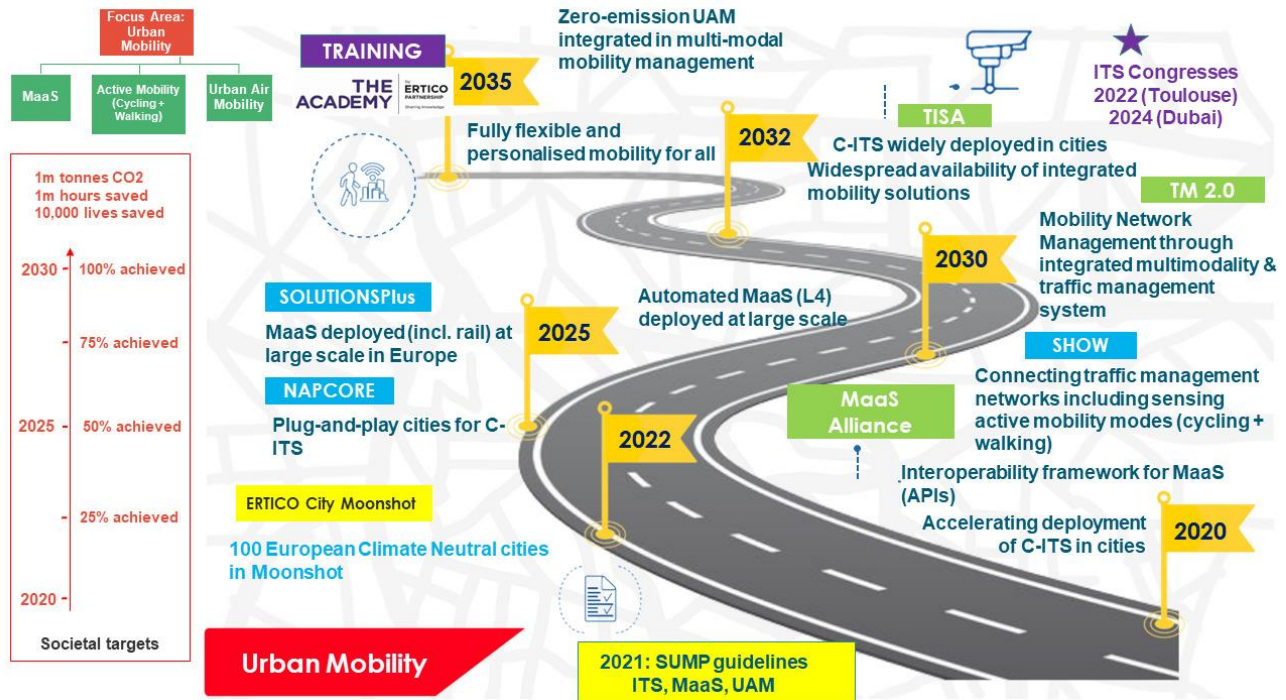 Focus Area:
Urban
Mobility
MaaS
Active Mobility
(Cycling +
Walking)
Urban Air
Mobility
1m tonnes CO2
1m hours saved
10,000 lives saved
2030
100% achieved
75% achieved
2025
50% achieved
25% achieved
2020
Societal targets
TRAINING
THE
ACADEMY
by
ERTICO
PARTNERSHIP
Sharing knowledge
2035
Zero-emission UAM
integrated in multi-modal
mobility management
Fully flexible and
personalised mobility for all
2032
TISA
C-ITS widely deployed in cities
Widespread availability of integrated
mobility solutions
ITS Congresses
2022 (Toulouse)
2024 (Dubai)
TM 2.0
2030
Mobility Network
Management through
integrated multimodality &
traffic management
system
Automated MaaS (L4)
deployed at large scale
SOLUTIONSPlus
MaaS deployed (incl. rail) at
large scale in Europe
2025
NAPCORE
Plug-and-play cities for C-
ITS
SHOW
Connecting traffic management
networks including sensing
active mobility modes (cycling +
walking)
MaaS
Alliance
2022
Interoperability framework for MaaS
(APIs)
Accelerating deployment
of C-ITS in cities
2020
ERTICO City Moonshot
100 European Climate Neutral cities
in Moonshot
Urban Mobility
2021: SUMP guidelines
ITS, MaaS, UAM